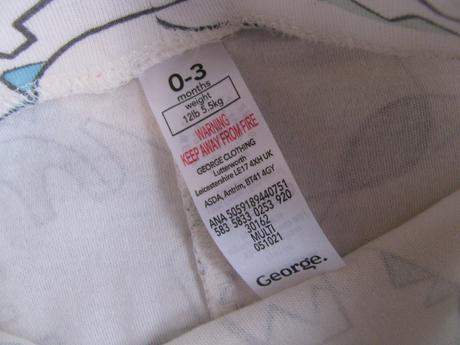 0-3
months
weight
12lb 5.5kg
WARNING
KEEP AWAY FROM FIRE
GEORGE CLOTHING
Lutterworth
Leicestershire LE17 4XH UK
ASDA, Antrim, BT41 4GY
ANA 5059189440751
583 5833 0253 920
30162
MULTI
051021
George.